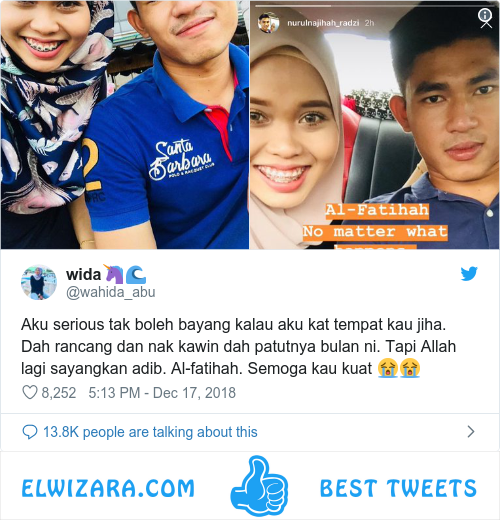 nurulnajihah_radzi 2h
Santa
Barbara
POLO & RACQUET CLUB
2
Al-Fatihah
No matter what
wida
@wahida_abu
Aku serious tak boleh bayang kalau aku kat tempat kau jiha.
Dah rancang dan nak kawin dah patutnya bulan ni. Tapi Allah
lagi sayangkan adib. Al-fatihah. Semoga kau kuat 😭😭
8,252 5:13 PM - Dec 17, 2018
13.8K people are talking about this
ELWIZARA.COM BEST TWEETS